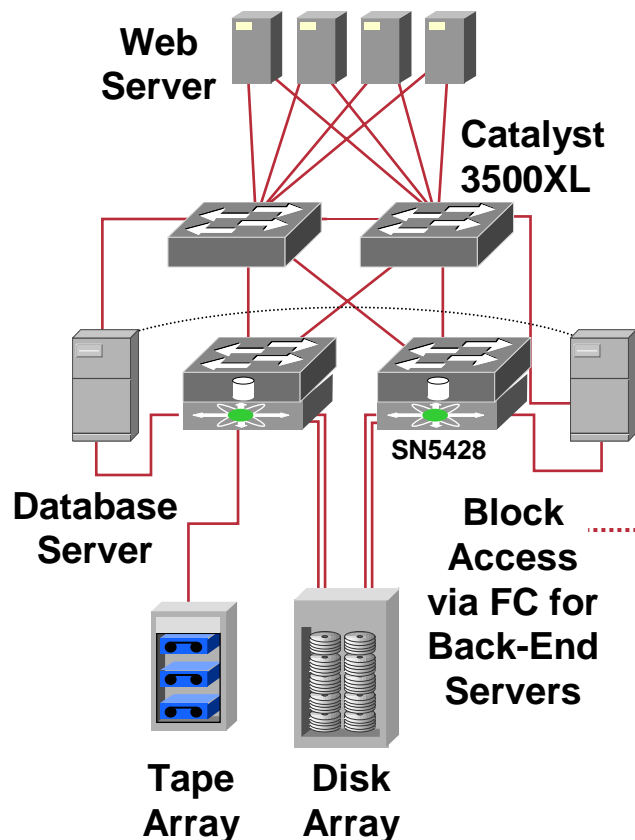 Web
Server
Catalyst
3500XL
SN5428
Database
Server
Block
Access
via FC for
Back-End
Servers
Tape
Array
Disk
Array